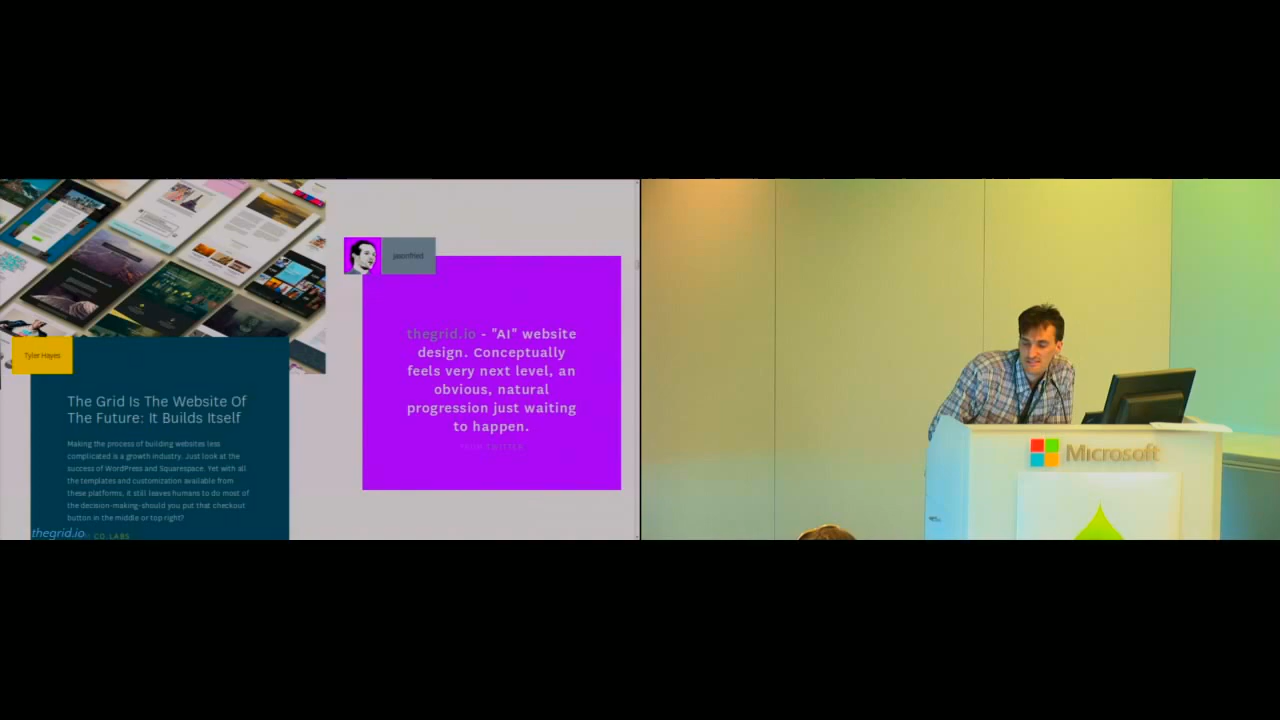 Tyler Hayes
The Grid Is The Website Of
The Future: It Builds Itself
Making the process of building websites less
complicated is a growth industry. Just look at the
success of WordPress and Squarespace. Yet with all
the templates and customization available from
these platforms, it still leaves humans to do most of
the decision-making-should you put that checkout
button in the middle or top right?
thegrid.io
CO.LABS
jasonfried
thegrid.io - "AI" website
design. Conceptually
feels very next level, an
obvious, natural
progression just waiting
to happen.
FROM TWITTER
Microsoft